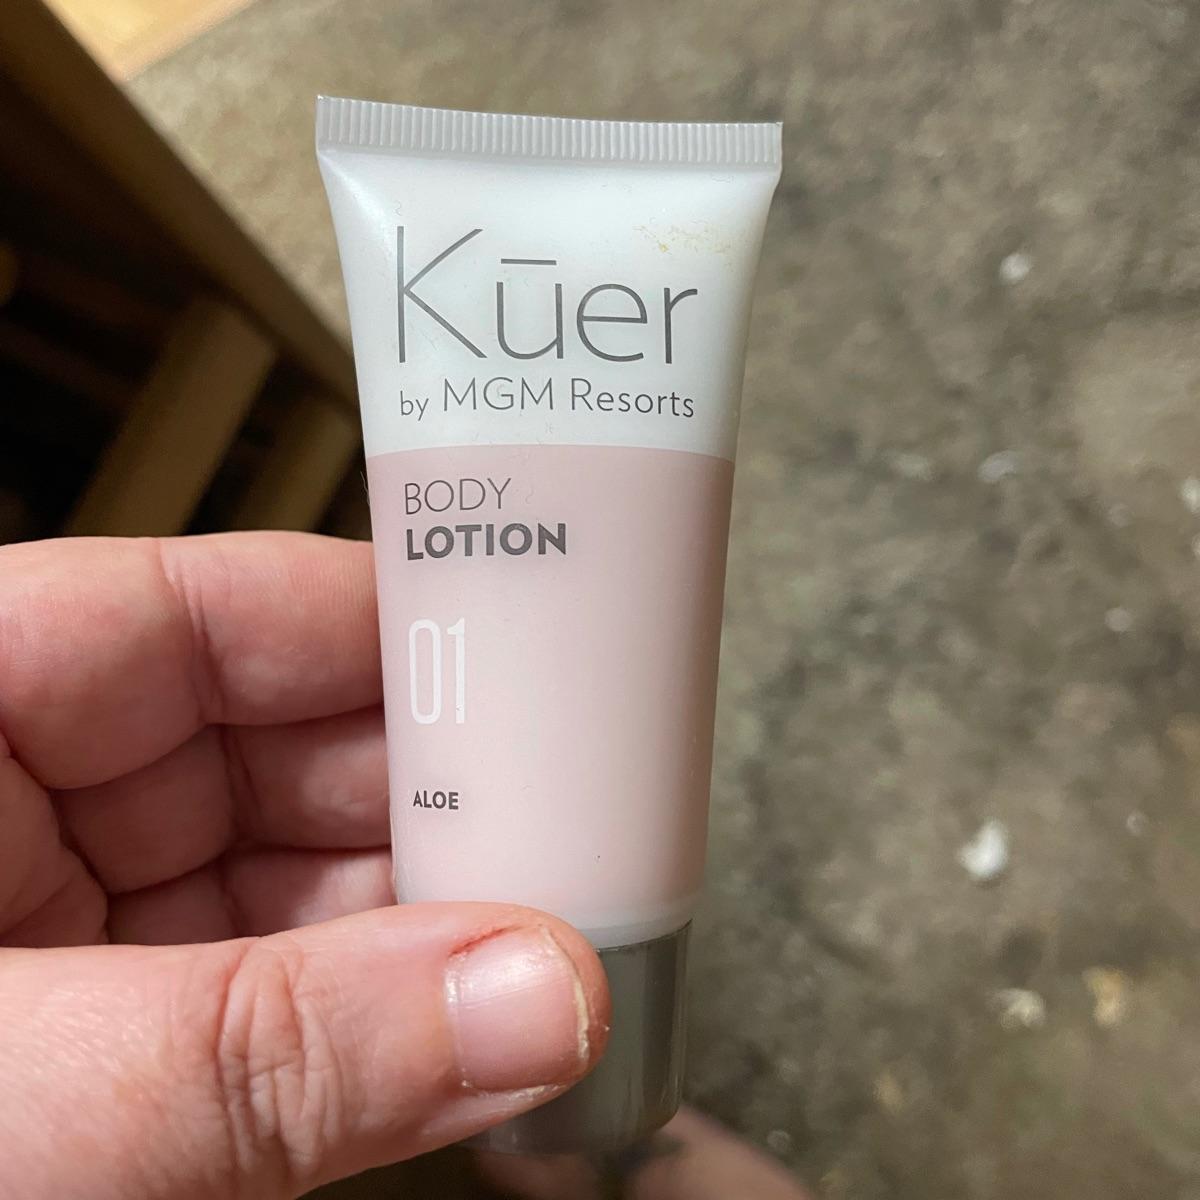 Kūer
by MGM Resorts
BODY
LOTION
01
ALOE